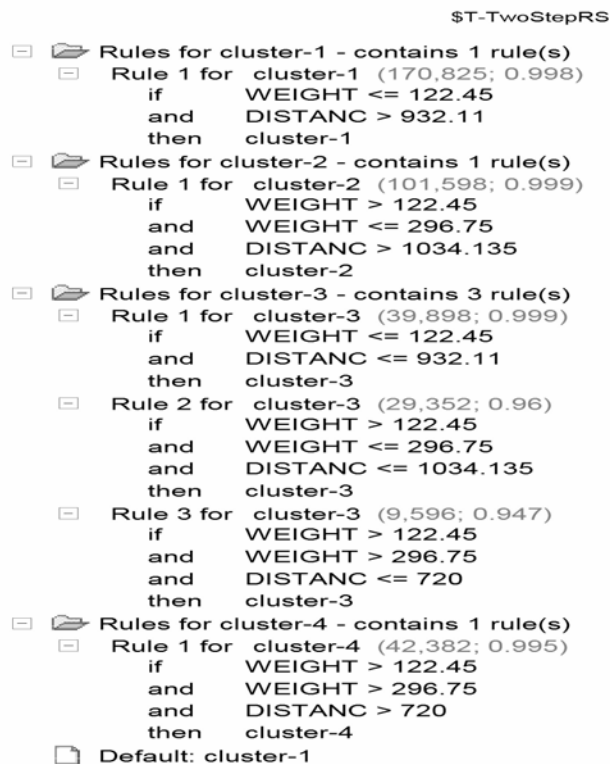 $T-TwoStepRS
Rules for cluster-1 - contains 1 rule(s)
Rule 1 for cluster-1 (170,825; 0.998)
if WEIGHT <= 122.45
and DISTANC > 932.11
then cluster-1
Rules for cluster-2 - contains 1 rule(s)
Rule 1 for cluster-2 (101,598; 0.999)
if WEIGHT > 122.45
and WEIGHT <= 296.75
and DISTANC > 1034.135
then cluster-2
Rules for cluster-3 - contains 3 rule(s)
Rule 1 for cluster-3 (39,898; 0.999)
if WEIGHT <= 122.45
and DISTANC <= 932.11
then cluster-3
Rule 2 for cluster-3 (29,352; 0.96)
if WEIGHT > 122.45
and WEIGHT <= 296.75
and DISTANC <= 1034.135
then cluster-3
Rule 3 for cluster-3 (9,596; 0.947)
if WEIGHT > 122.45
and WEIGHT > 296.75
and DISTANC <= 720
then cluster-3
Rules for cluster-4 - contains 1 rule(s)
Rule 1 for cluster-4 (42,382; 0.995)
if WEIGHT > 122.45
and WEIGHT > 296.75
and DISTANC > 720
then cluster-4
Default: cluster-1